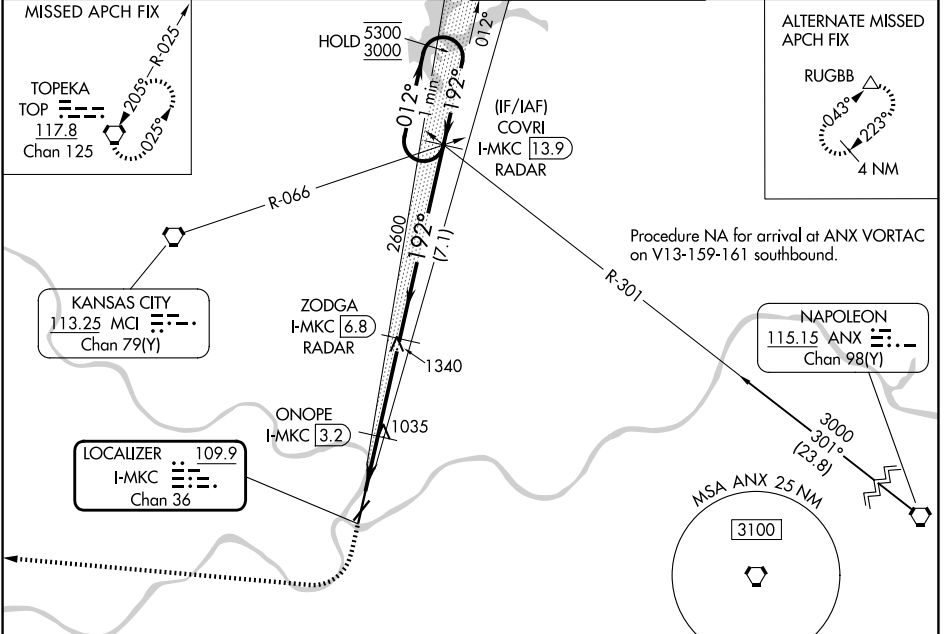 MISSED APCH FIX
R-025
205°
025°
TOPEKA
TOP
117.8
Chan 125
HOLD 5300
3000
012°
1 min
192°
012°
(IF/IAF)
COVRI
I-MKC 13.9
RADAR
ALTERNATE MISSED
APCH FIX
RUGBB
043°
223°
4 NM
R-066
2600
192°
(7.1)
Procedure NA for arrival at ANX VORTAC
on V13-159-161 southbound.
R-301
KANSAS CITY
113.25 MCI
Chan 79(Y)
ZODGA
I-MKC 6.8
RADAR
1340
NAPOLEON
115.15 ANX
Chan 98(Y)
ONOPE
I-MKC 3.2
1035
3000
301°
(23.8)
LOCALIZER 109.9
I-MKC
Chan 36
MSA ANX 25 NM
3100